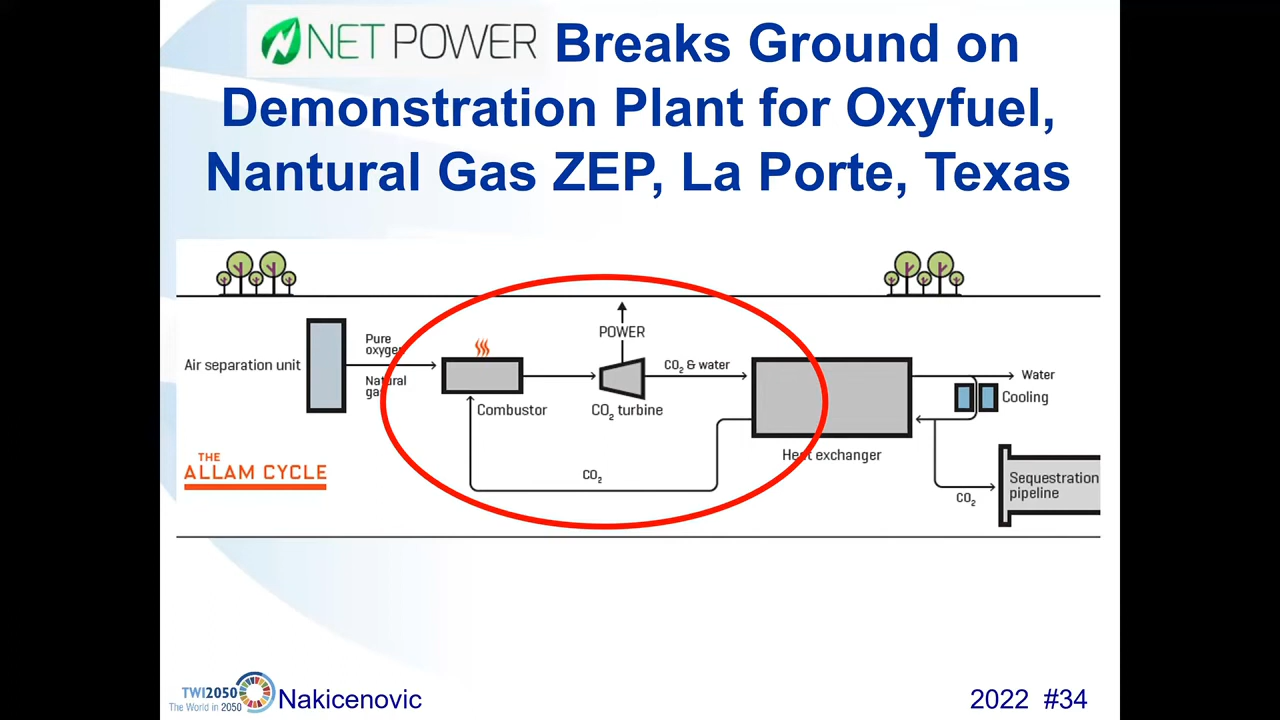 NET POWER Breaks Ground on
Demonstration Plant for Oxyfuel,
Nantural Gas ZEP, La Porte, Texas
POWER
Pure
oxygen
Air separation unit
Natural
gas
CO₂ & water
Water
Cooling
Combustor
CO₂ turbine
Heat exchanger
THE
ALLAM CYCLE
CO₂
Sequestration
pipeline
CO₂
TWI2050
The World in 2050
Nakicenovic
2022 #34